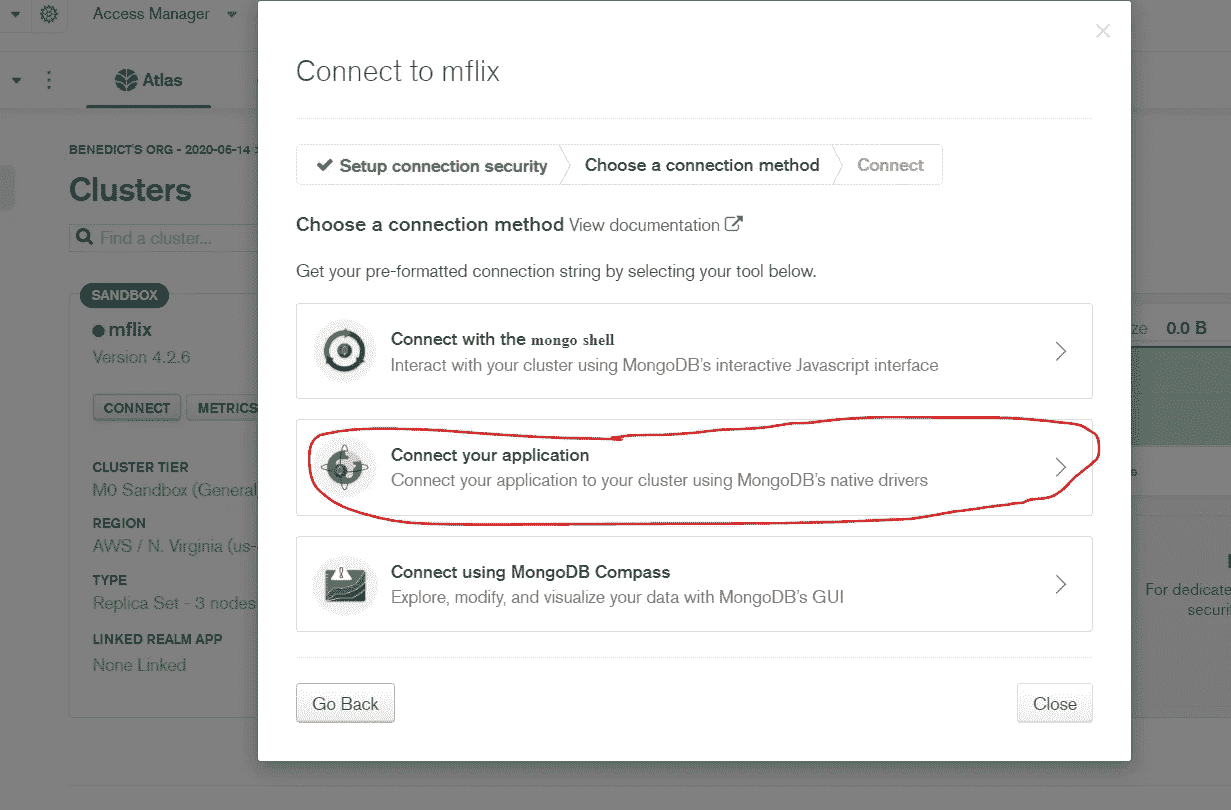 Access Manager
Atlas
BENEDICT'S ORG - 2020-05-14 >
Clusters
Find a cluster...
SANDBOX
mflix
Version 4.2.6
CONNECT METRICS
CLUSTER TIER
M0 Sandbox (General
REGION
AWS / N. Virginia (us-
TYPE
Replica Set - 3 nodes
LINKED REALM APP
None Linked
Connect to mflix
Setup connection security Choose a connection method Connect
Choose a connection method View documentation
Get your pre-formatted connection string by selecting your tool below.
Connect with the mongo shell
Interact with your cluster using MongoDB's interactive Javascript interface
Connect your application
Connect your application to your cluster using MongoDB's native drivers
Connect using MongoDB Compass
Explore, modify, and visualize your data with MongoDB's GUI
Go Back Close
0.0 B
For dedicate